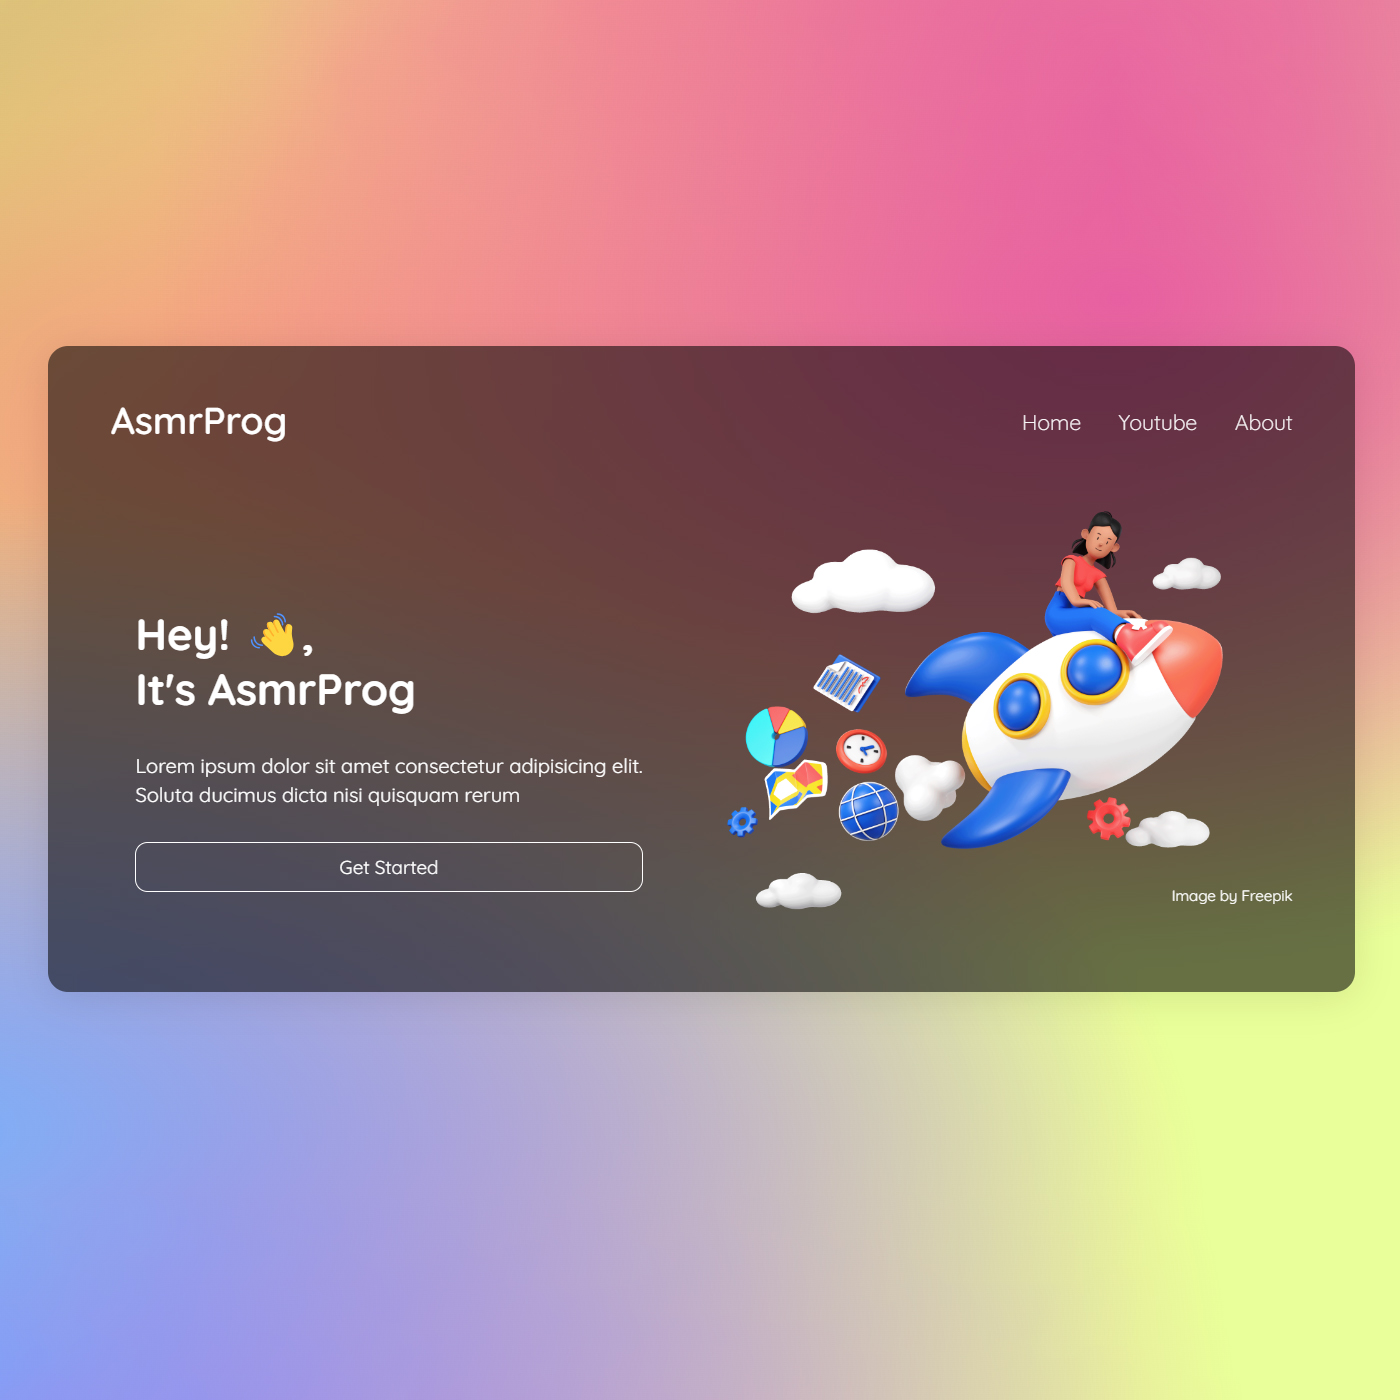 AsmrProg
Home Youtube About
Hey! 👋,
It's AsmrProg
Lorem ipsum dolor sit amet consectetur adipisicing elit.
Soluta ducimus dicta nisi quisquam rerum
Get Started
Image by Freepik